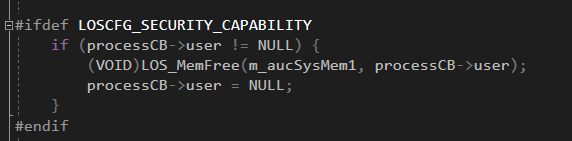 #ifdef LOSCFG_SECURITY_CAPABILITY
    if (processCB->user != NULL) {
        (VOID)LOS_MemFree(m_aucSysMem1, processCB->user);
        processCB->user = NULL;
    }
#endif